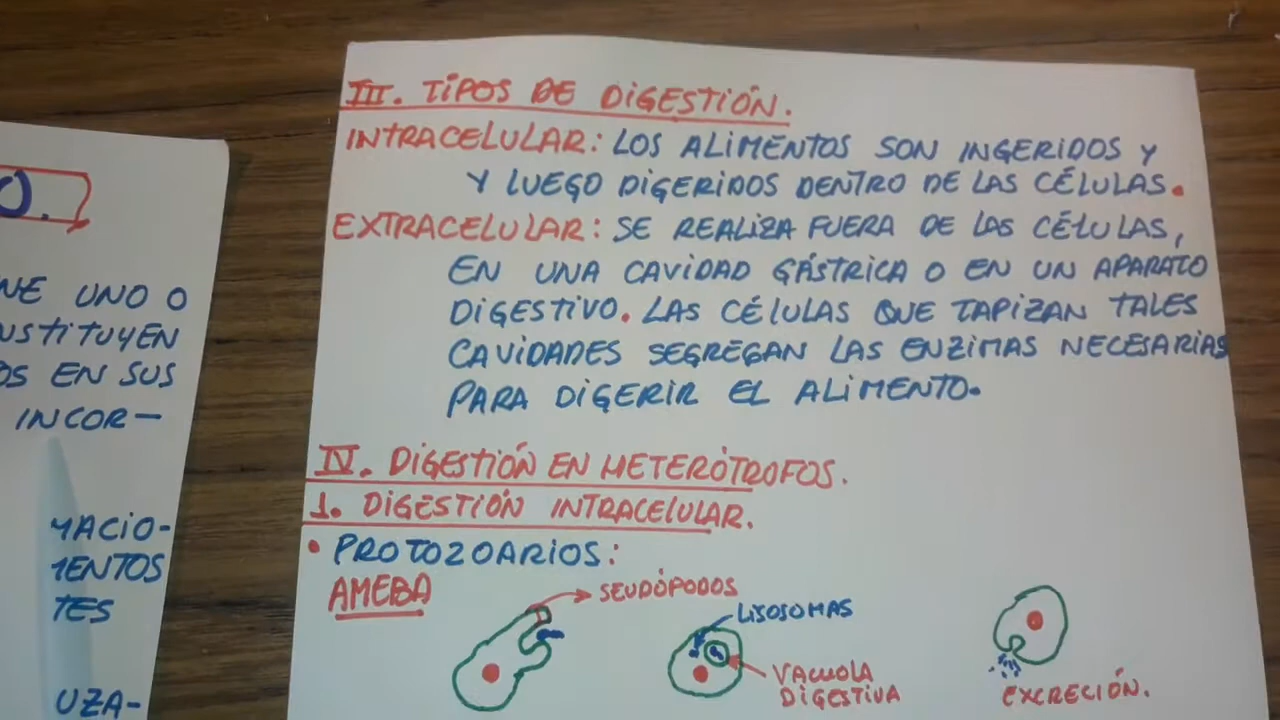 O.
NE UNO O
NSTITUYEN
OS EN SUS
INCOR-
MACIO-
MENTOS
TES
UZA-
III. TIPOS DE DIGESTIÓN.
INTRACELULAR: LOS ALIMENTOS SON INGERIDOS Y
Y LUEGO DIGERIDOS DENTRO DE LAS CÉLULAS.
EXTRACELULAR: SE REALIZA FUERA DE LAS CÉLULAS,
EN UNA CAVIDAD GÁSTRICA O EN UN APARATO
DIGESTIVO. LAS CÉLULAS QUE TAPIZAN TALES
CAVIDADES SEGREGAN LAS ENZIMAS NECESARIAS
PARA DIGERIR EL ALIMENTO.
IV. DIGESTIÓN EN HETERÓTROFOS.
1. DIGESTIÓN INTRACELULAR.
• PROTOZOARIOS:
AMEBA
SEUDÓPODOS
LISOSOMAS
VACUOLA
DIGESTIVA
EXCRECIÓN.